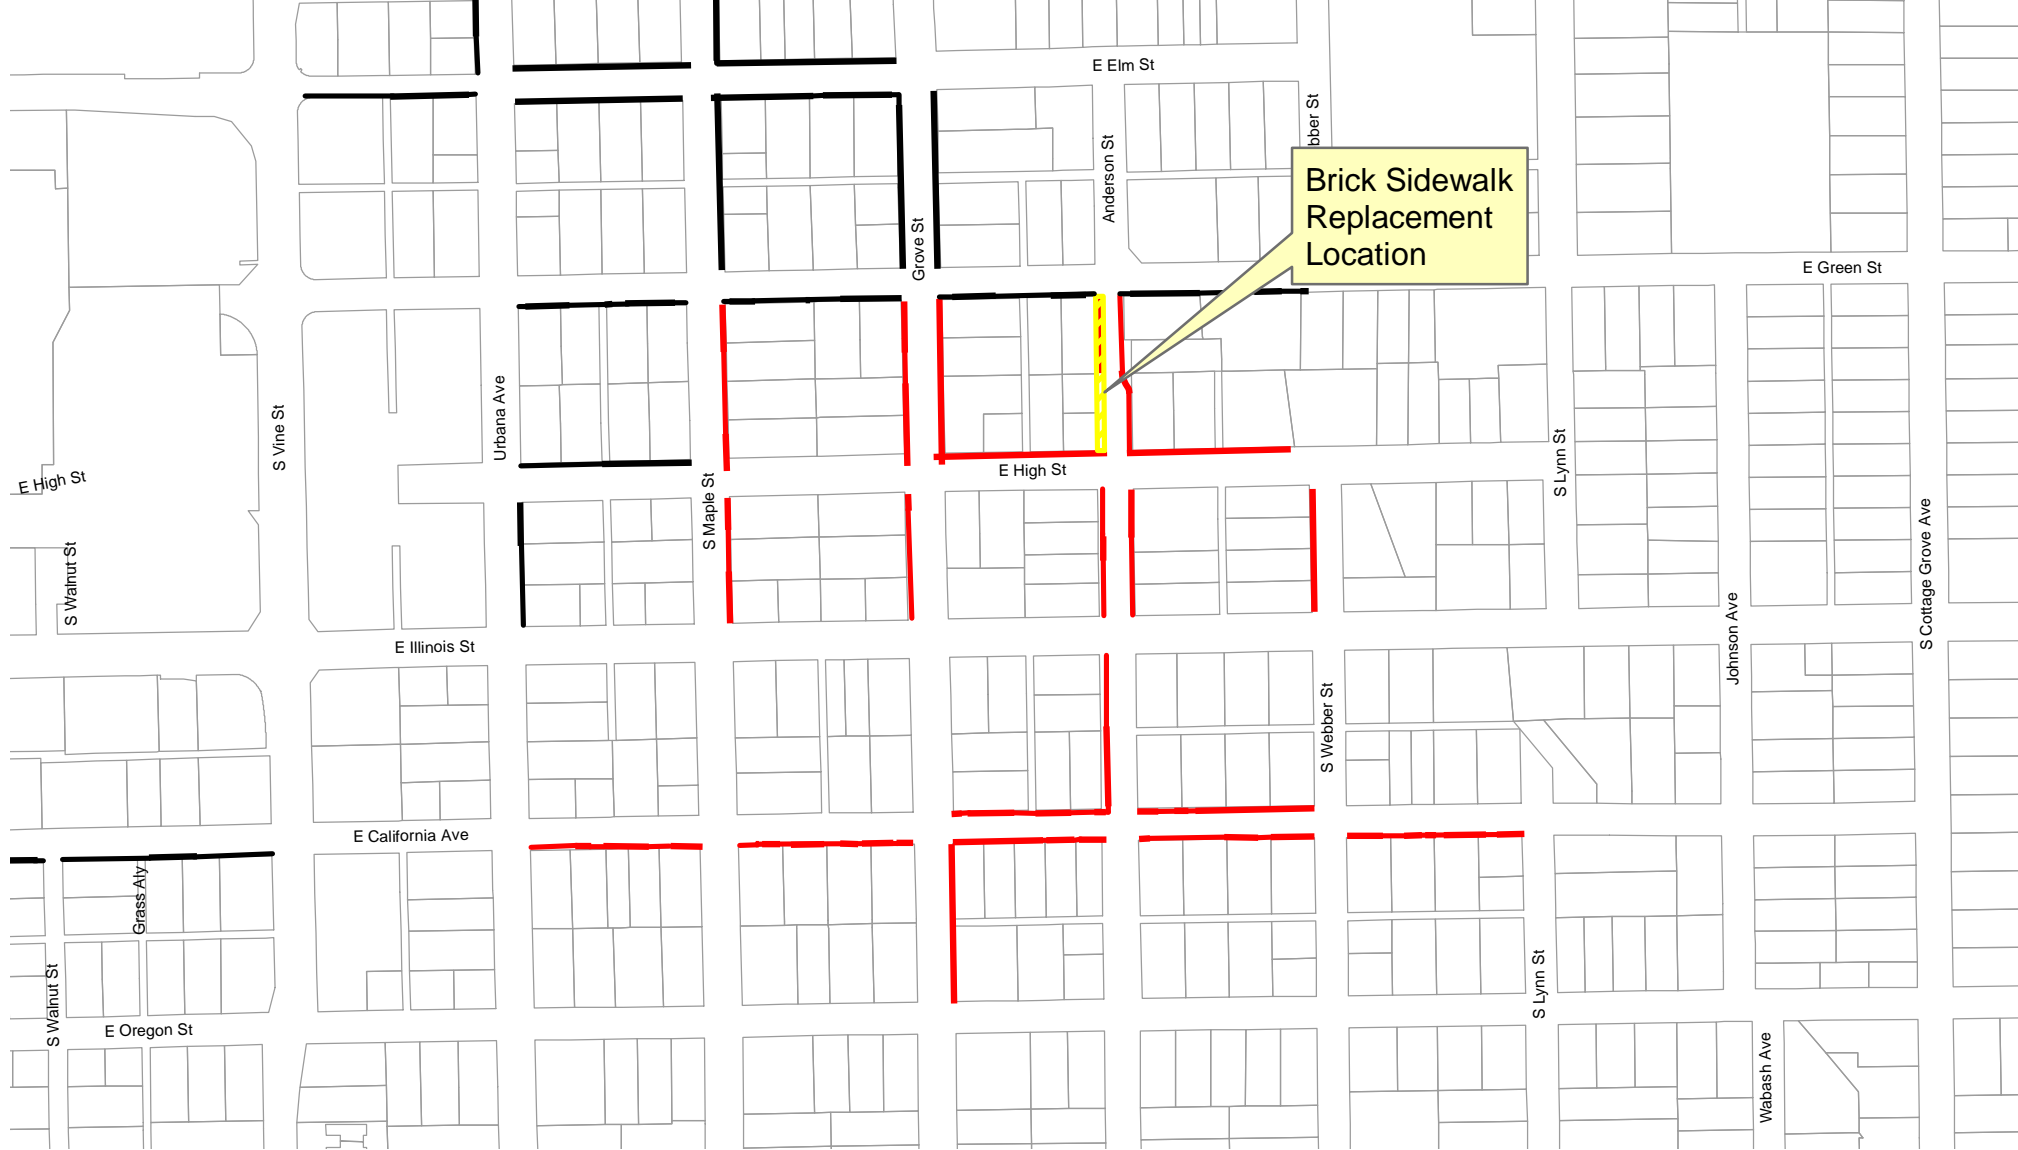 E Elm St
bber St
Anderson St
Brick Sidewalk
Replacement
Location
Grove St
E Green St
Urbana Ave
S Vine St
E High St
S Maple St
E High St
S Lynn St
S Cottage Grove Ave
S Walnut St
E Illinois St
Johnson Ave
S Webber St
E California Ave
Grass Aly
S Walnut St
S Lynn St
E Oregon St
Wabash Ave